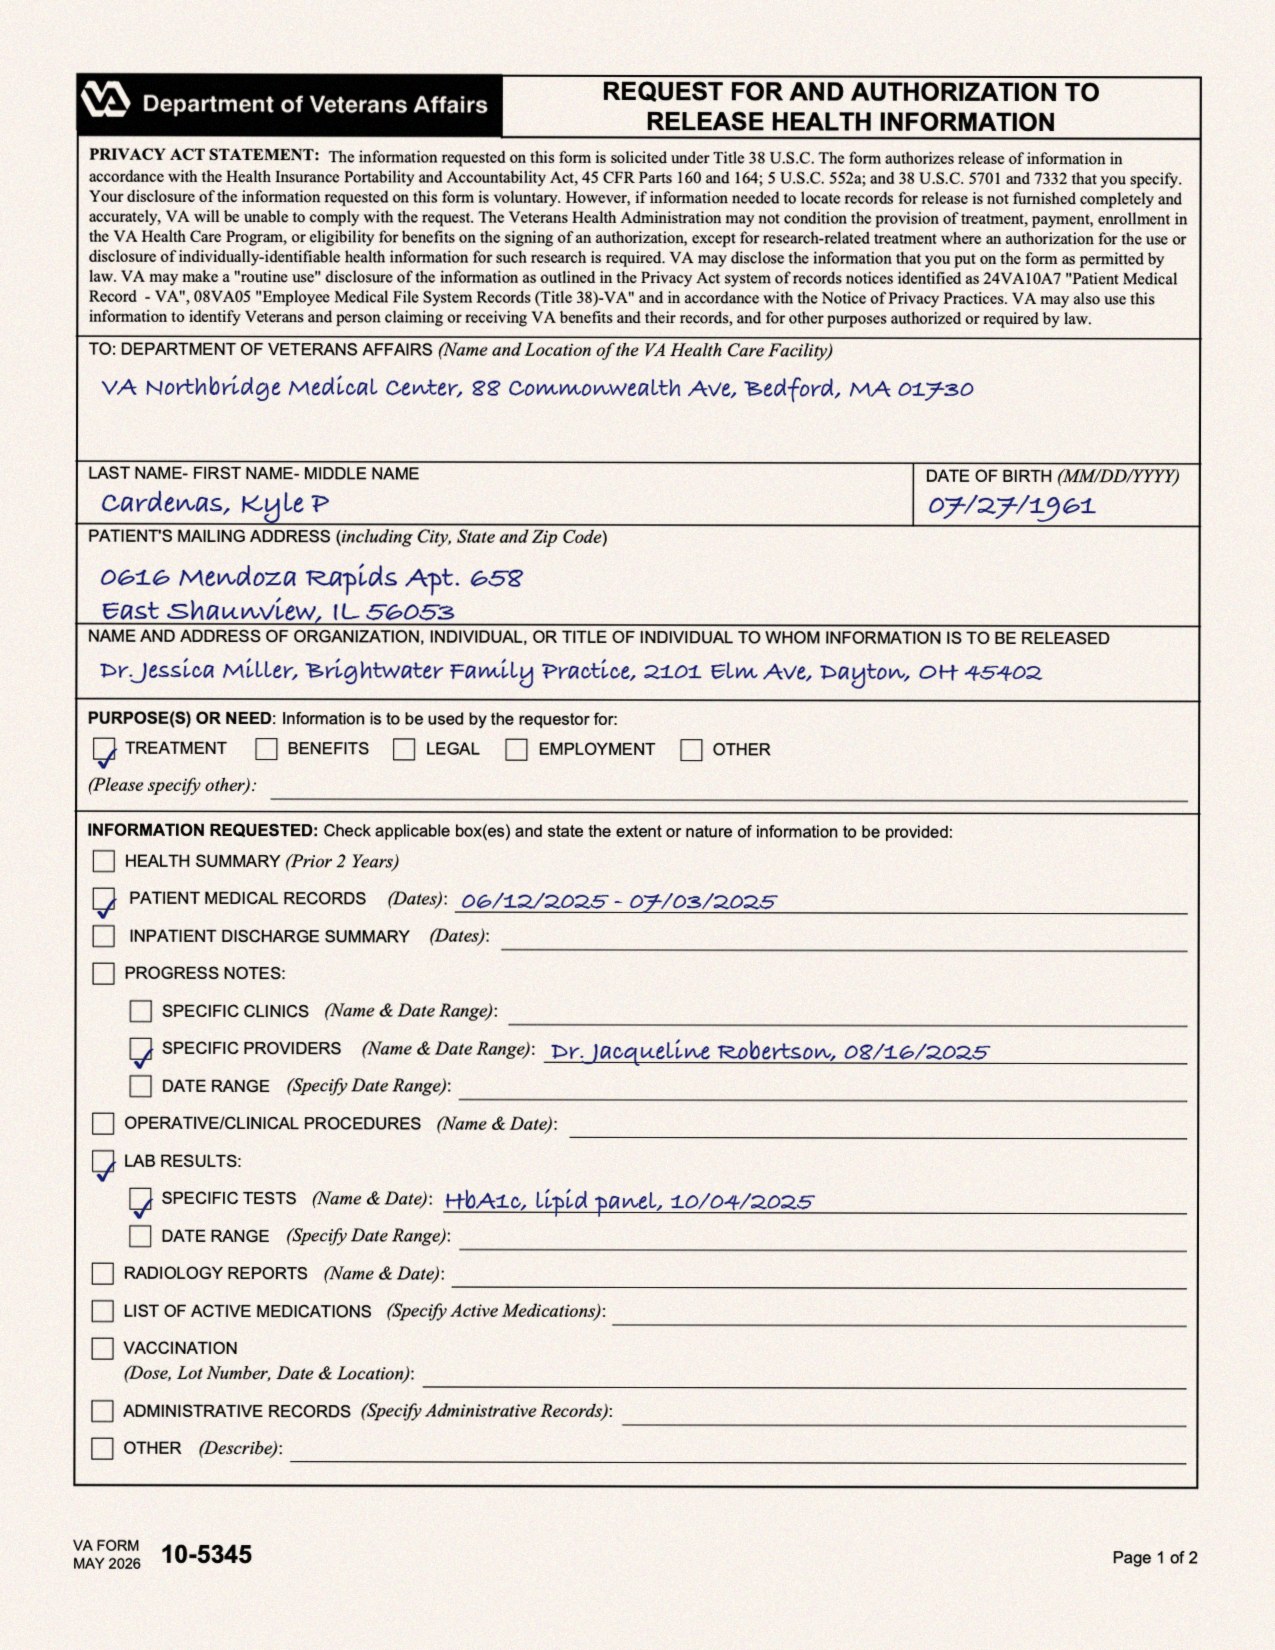 Department of Veterans Affairs
REQUEST FOR AND AUTHORIZATION TO
RELEASE HEALTH INFORMATION
PRIVACY ACT STATEMENT: The information requested on this form is solicited under Title 38 U.S.C. The form authorizes release of information in
accordance with the Health Insurance Portability and Accountability Act, 45 CFR Parts 160 and 164; 5 U.S.C. 552a; and 38 U.S.C. 5701 and 7332 that you specify.
Your disclosure of the information requested on this form is voluntary. However, if information needed to locate records for release is not furnished completely and
accurately, VA will be unable to comply with the request. The Veterans Health Administration may not condition the provision of treatment, payment, enrollment in
the VA Health Care Program, or eligibility for benefits on the signing of an authorization, except for research-related treatment where an authorization for the use or
disclosure of individually-identifiable health information for such research is required. VA may disclose the information that you put on the form as permitted by
law. VA may make a "routine use" disclosure of the information as outlined in the Privacy Act system of records notices identified as 24VA10A7 "Patient Medical
Record - VA", 08VA05 "Employee Medical File System Records (Title 38)-VA" and in accordance with the Notice of Privacy Practices. VA may also use this
information to identify Veterans and person claiming or receiving VA benefits and their records, and for other purposes authorized or required by law.
TO: DEPARTMENT OF VETERANS AFFAIRS (Name and Location of the VA Health Care Facility)
VA Northbridge Medical Center, 88 Commonwealth Ave, Bedford, MA 01730
LAST NAME- FIRST NAME- MIDDLE NAME
Cardenas, Kyle P
DATE OF BIRTH (MM/DD/YYYY)
07/27/1961
PATIENT'S MAILING ADDRESS (including City, State and Zip Code)
0616 Mendoza Rapids Apt. 658
East Shaunview, IL 56053
NAME AND ADDRESS OF ORGANIZATION, INDIVIDUAL, OR TITLE OF INDIVIDUAL TO WHOM INFORMATION IS TO BE RELEASED
Dr. Jessica Miller, Brightwater Family Practice, 2101 Elm Ave, Dayton, OH 45402
PURPOSE(S) OR NEED: Information is to be used by the requestor for:
TREATMENT BENEFITS LEGAL EMPLOYMENT OTHER
(Please specify other):
INFORMATION REQUESTED: Check applicable box(es) and state the extent or nature of information to be provided:
HEALTH SUMMARY (Prior 2 Years)
PATIENT MEDICAL RECORDS (Dates): 06/12/2025 - 07/03/2025
INPATIENT DISCHARGE SUMMARY (Dates):
PROGRESS NOTES:
SPECIFIC CLINICS (Name & Date Range):
SPECIFIC PROVIDERS (Name & Date Range): Dr. Jacqueline Robertson, 08/16/2025
DATE RANGE (Specify Date Range):
OPERATIVE/CLINICAL PROCEDURES (Name & Date):
LAB RESULTS:
SPECIFIC TESTS (Name & Date): HbA1c, lipid panel, 10/04/2025
DATE RANGE (Specify Date Range):
RADIOLOGY REPORTS (Name & Date):
LIST OF ACTIVE MEDICATIONS (Specify Active Medications):
VACCINATION
(Dose, Lot Number, Date & Location):
ADMINISTRATIVE RECORDS (Specify Administrative Records):
OTHER (Describe):
VA FORM
MAY 2026
10-5345
Page 1 of 2